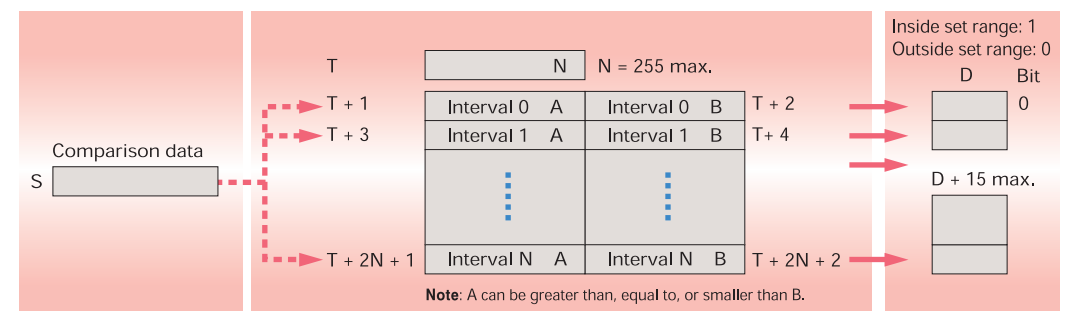 Inside set range: 1
Outside set range: 0
T N N = 255 max.
D Bit
T + 1 Interval 0 A Interval 0 B T + 2 0
T + 3 Interval 1 A Interval 1 B T+ 4
Comparison data
S
D + 15 max.
T + 2N + 1 Interval N A Interval N B T + 2N + 2
Note: A can be greater than, equal to, or smaller than B.